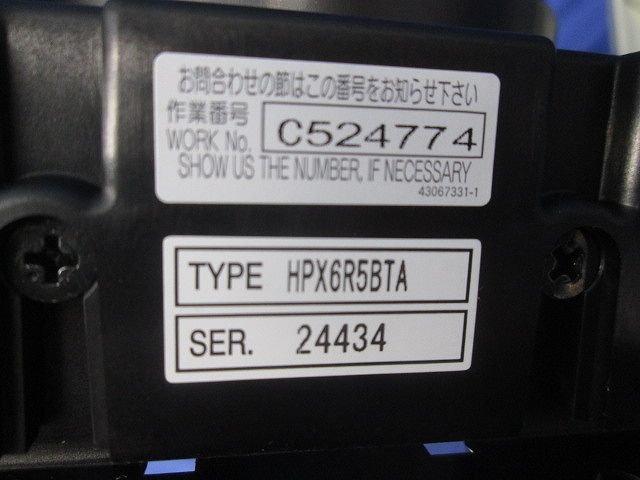 お問合わせの節はこの番号をお知らせ下さい
作業番号
WORK No. C524774
SHOW US THE NUMBER, IF NECESSARY
43067331-1
TYPE HPX6R5BTA
SER. 24434